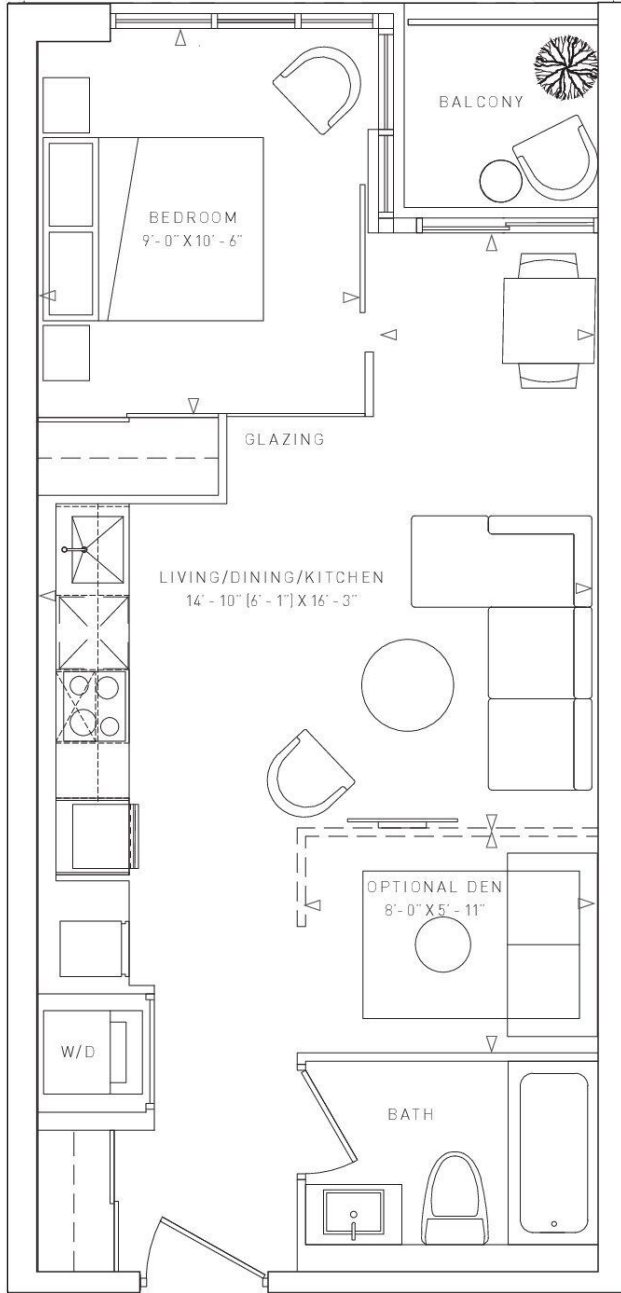 BALCONY
BEDROOM
9'-0" X 10'-6"
GLAZING
LIVING/DINING/KITCHEN
14'-10" (6'-1") X 16'-3"
OPTIONAL DEN
8'-0" X 5'-11"
W/D
BATH